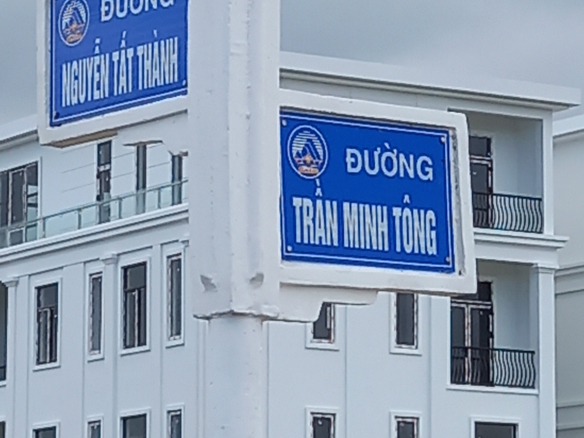 ĐƯỜNG
NGUYỄN TẤT THÀNH
ĐƯỜNG
TRẦN MINH TÔNG